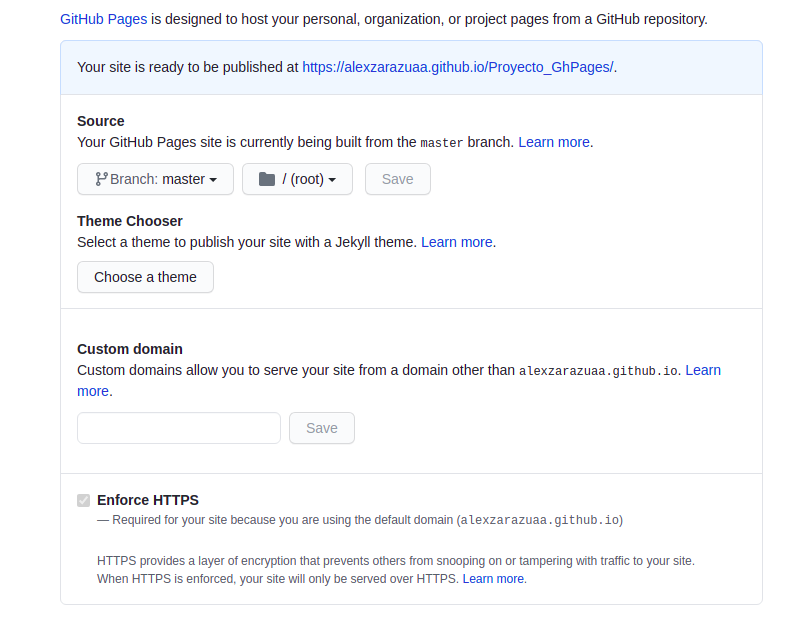 GitHub Pages is designed to host your personal, organization, or project pages from a GitHub repository.
Your site is ready to be published at https://alexzarazuaa.github.io/Proyecto_GhPages/.
Source
Your GitHub Pages site is currently being built from the master branch. Learn more.
Branch: master / (root) Save
Theme Chooser
Select a theme to publish your site with a Jekyll theme. Learn more.
Choose a theme
Custom domain
Custom domains allow you to serve your site from a domain other than alexzarazuaa.github.io. Learn
more.
Save
Enforce HTTPS
— Required for your site because you are using the default domain (alexzarazuaa.github.io)
HTTPS provides a layer of encryption that prevents others from snooping on or tampering with traffic to your site.
When HTTPS is enforced, your site will only be served over HTTPS. Learn more.